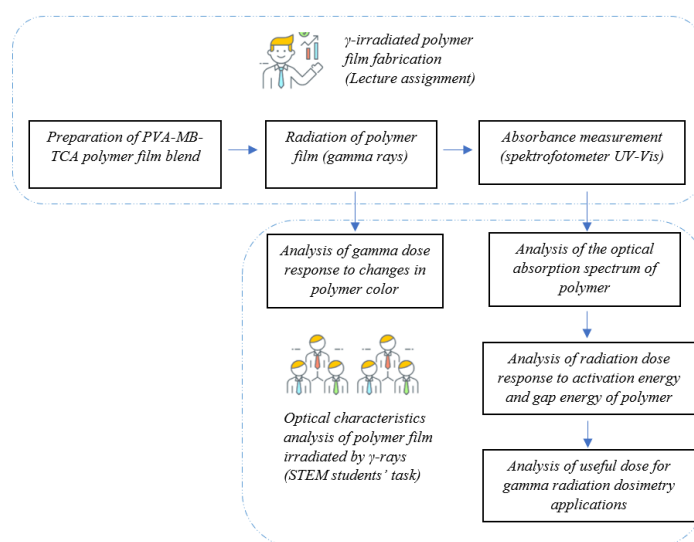 γ-irradiated polymer
film fabrication
(Lecture assignment)
Preparation of PVA-MB-
TCA polymer film blend
Radiation of polymer
film (gamma rays)
Absorbance measurement
(spektrofotometer UV-Vis)
Analysis of gamma dose
response to changes in
polymer color
Analysis of the optical
absorption spectrum of
polymer
Optical characteristics
analysis of polymer film
irradiated by γ-rays
(STEM students’ task)
Analysis of radiation dose
response to activation energy
and gap energy of polymer
Analysis of useful dose for
gamma radiation dosimetry
applications